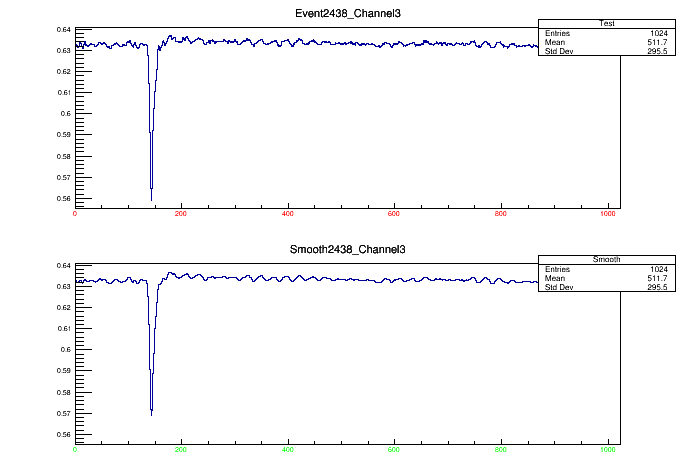 Event2438_Channel3
Test
Entries 1024
Mean 511.7
Std Dev 295.5
0.64
0.63
0.62
0.61
0.6
0.59
0.58
0.57
0.56
0 200 400 600 800 1000
Smooth2438_Channel3
Smooth
Entries 1024
Mean 511.7
Std Dev 295.5
0.64
0.63
0.62
0.61
0.6
0.59
0.58
0.57
0.56
0 200 400 600 800 1000